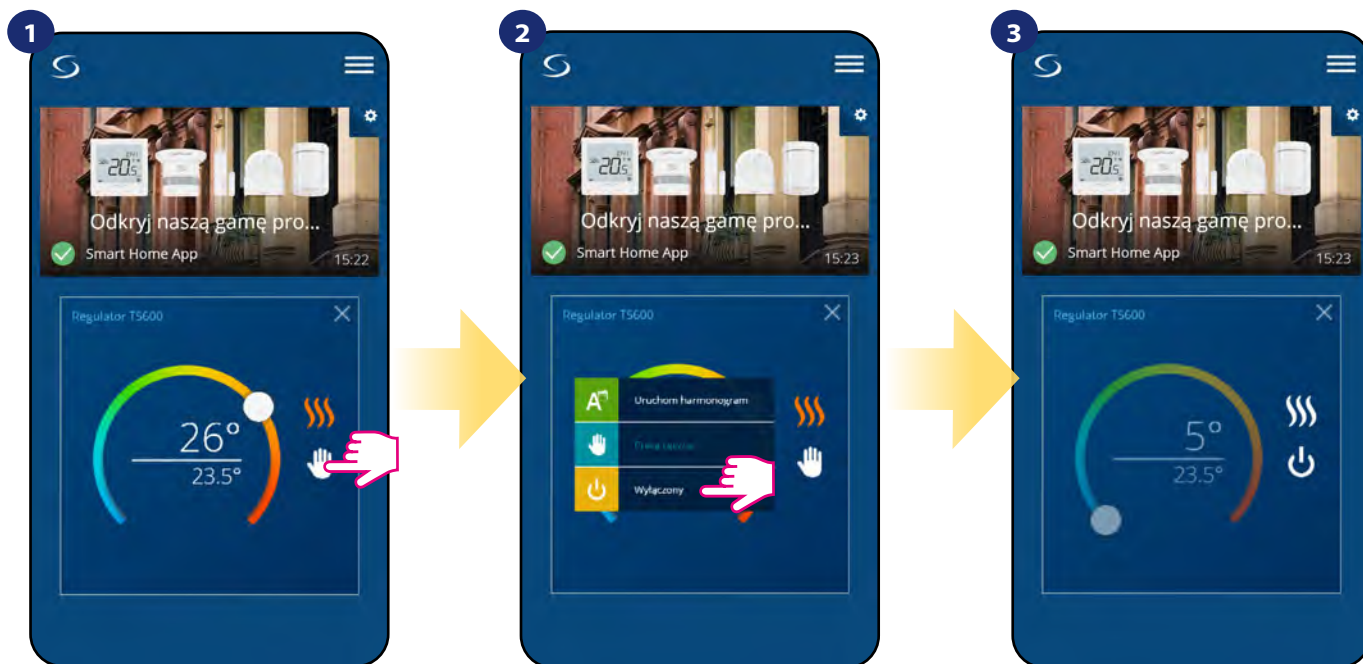 1
Odkryj naszą gamę pro...
Smart Home App
15:22
Regulator TS600
26°
23.5°
2
Odkryj naszą gamę pro...
Smart Home App
15:23
Regulator TS600
A
Uruchom harmonogram
Wyłączony
3
Odkryj naszą gamę pro...
Smart Home App
15:23
Regulator TS600
5°
23.5°